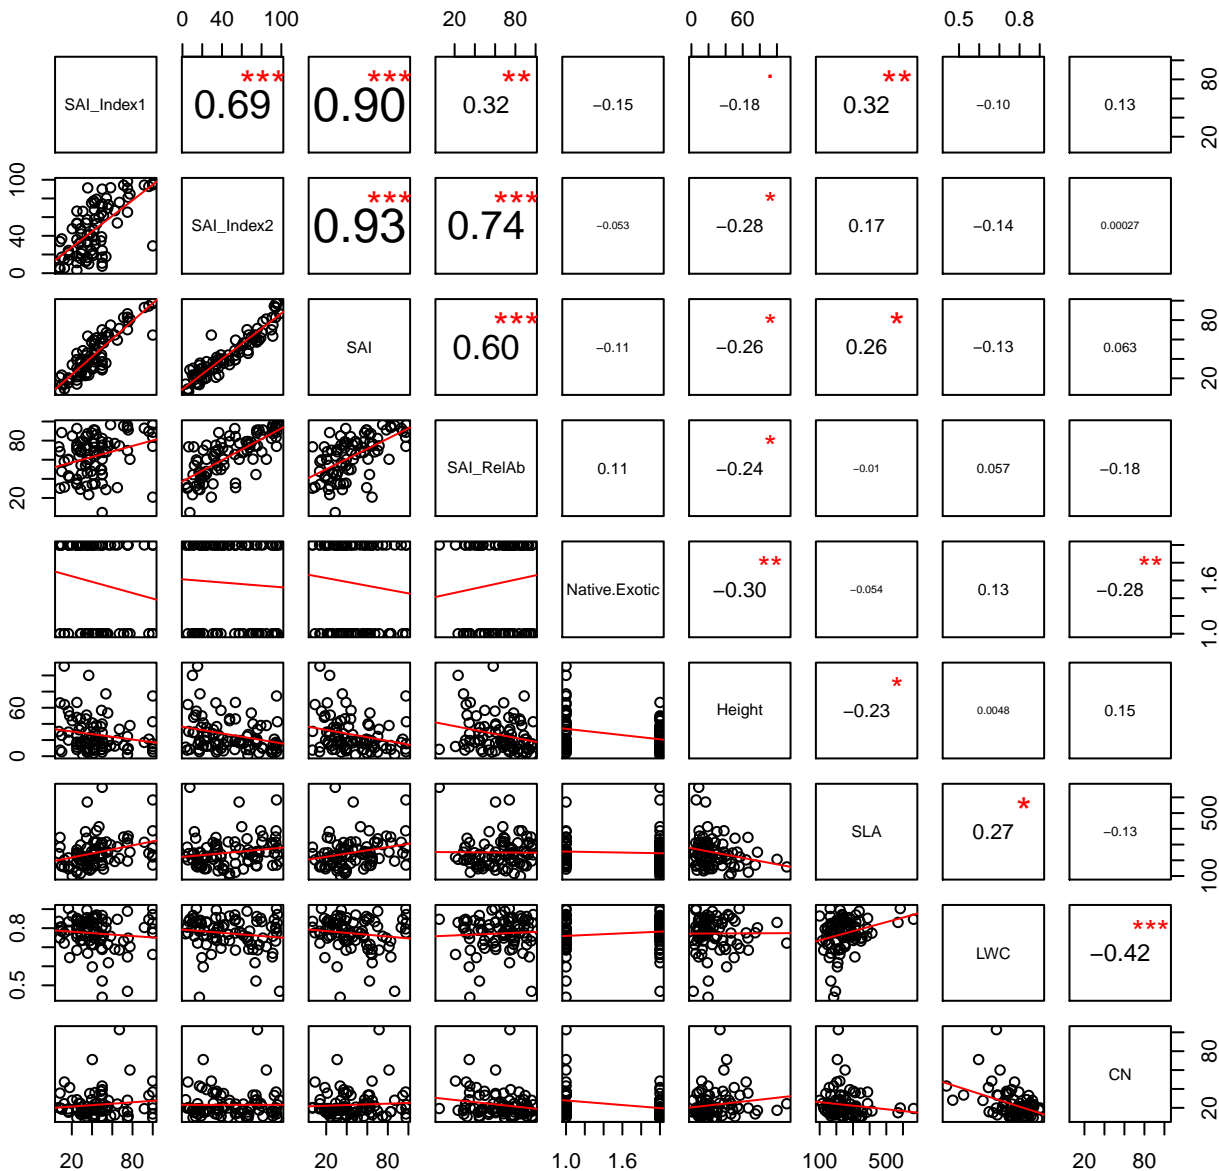 0 40 100 20 80 0 60 0.5 0.8
SAI_Index1 0.69 *** 0.90 *** 0.32 ** −0.15 −0.18 . 0.32 ** −0.10 0.13 20 80
0 40 100 SAI_Index2 0.93 *** 0.74 *** −0.053 −0.28 * 0.17 −0.14 0.00027
SAI 0.60 *** −0.11 −0.26 * 0.26 * −0.13 0.063 20 80
20 80 SAI_RelAb 0.11 −0.24 * −0.01 0.057 −0.18
Native.Exotic −0.30 ** −0.054 0.13 −0.28 ** 1.0 1.6
0 60 Height −0.23 * 0.0048 0.15
SLA 0.27 * −0.13 100 500
0.5 0.8 LWC −0.42 ***
CN 20 80
20 80 1.0 1.6 100 500 20 80